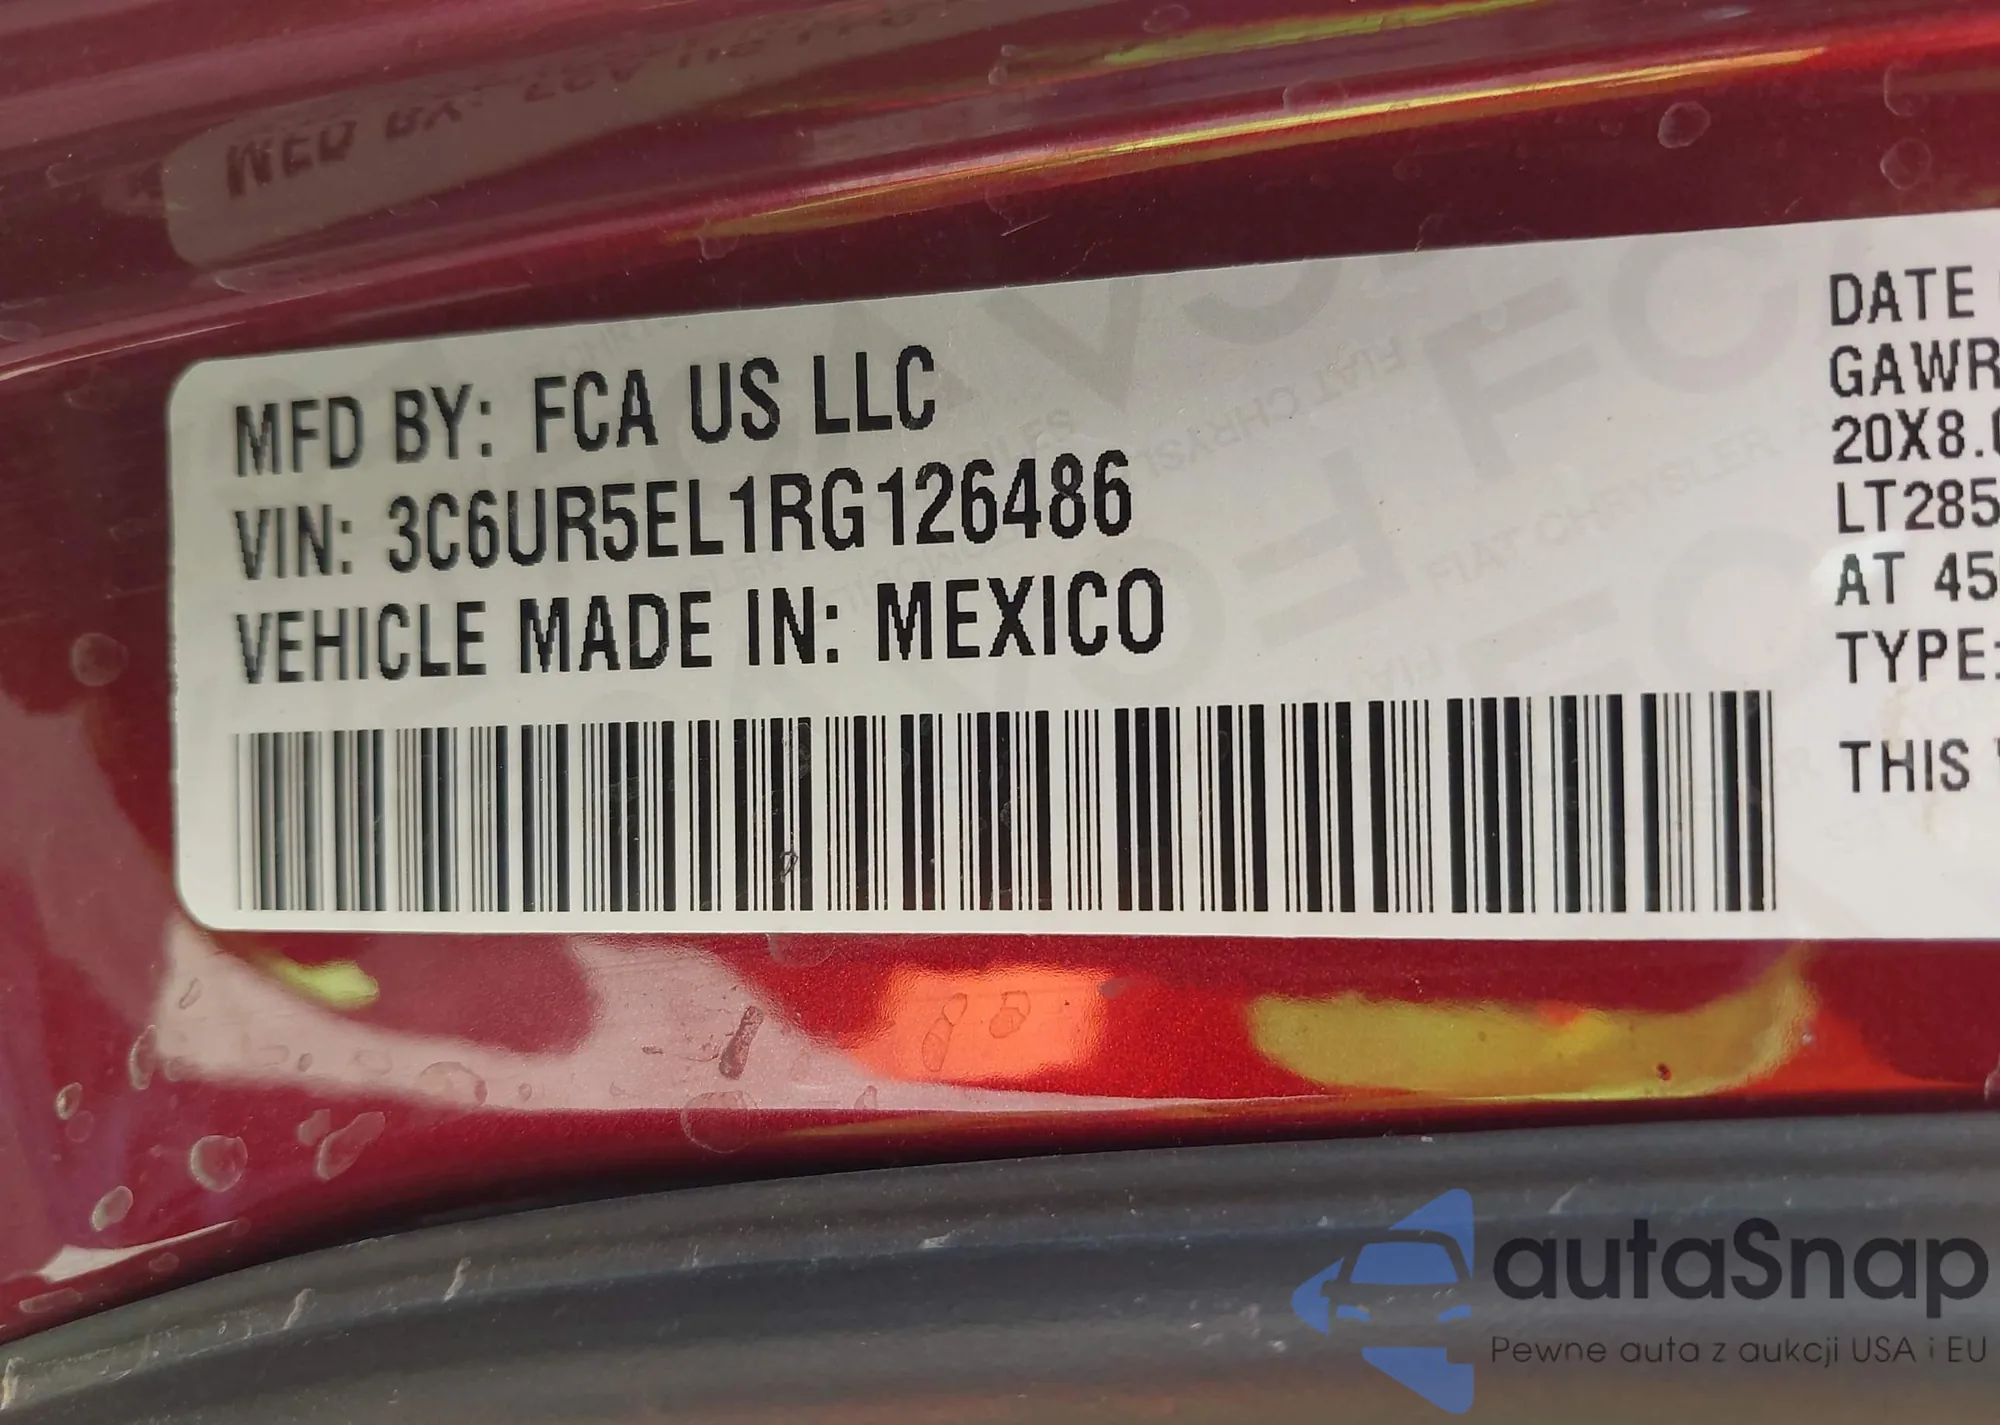 MFD BY: FCA US LLC
VIN: 3C6UR5EL1RG126486
VEHICLE MADE IN: MEXICO
DATE
GAWR
20X8.0
LT285
AT 45
TYPE:
THIS
autaSnap
Pewne auta z aukcji USA i EU